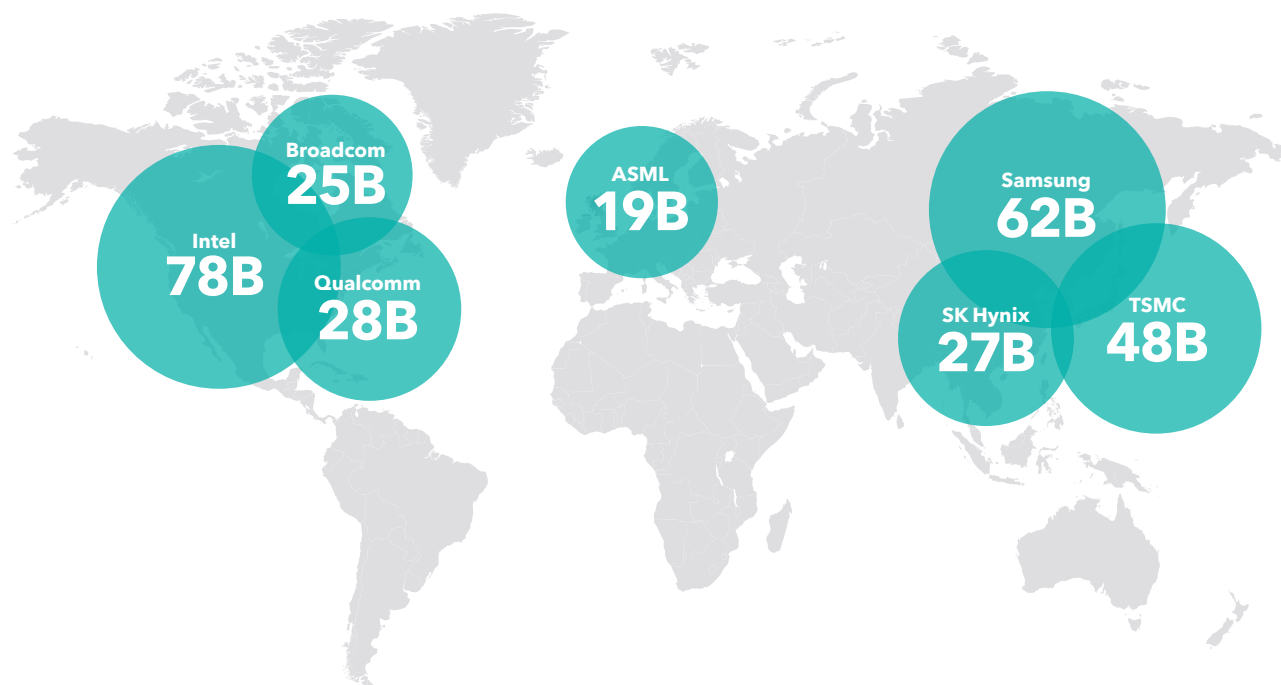 Broadcom
25B
Intel
78B
Qualcomm
28B
ASML
19B
Samsung
62B
SK Hynix
27B
TSMC
48B